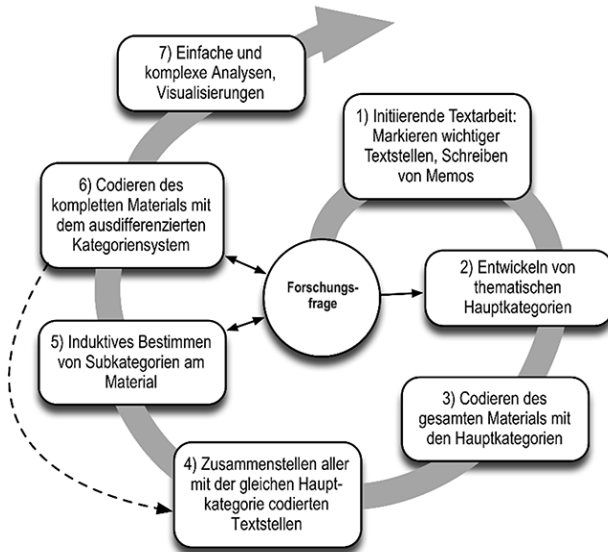 7) Einfache und
komplexe Analysen,
Visualisierungen
1) Initiierende Textarbeit:
Markieren wichtiger
Textstellen, Schreiben
von Memos
6) Codieren des
kompletten Materials mit
dem ausdifferenzierten
Kategoriensystem
Forschungs-
frage
2) Entwickeln von
thematischen
Hauptkategorien
5) Induktives Bestimmen
von Subkategorien am
Material
3) Codieren des
gesamten Materials mit
den Hauptkategorien
4) Zusammenstellen aller
mit der gleichen Haupt-
kategorie codierten
Textstellen